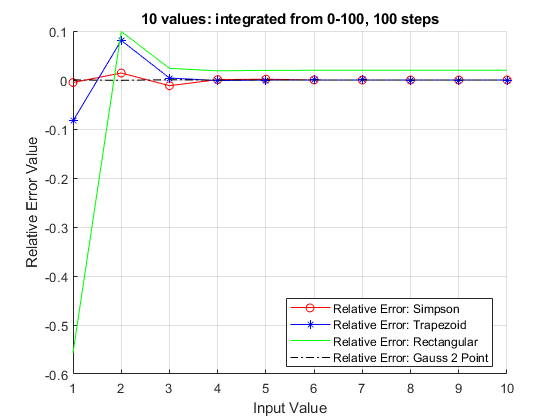 10 values: integrated from 0-100, 100 steps
0.1
0
-0.1
-0.2
-0.3
-0.4
-0.5
-0.6
Relative Error Value
Relative Error: Simpson
Relative Error: Trapezoid
Relative Error: Rectangular
Relative Error: Gauss 2 Point
1 2 3 4 5 6 7 8 9 10
Input Value